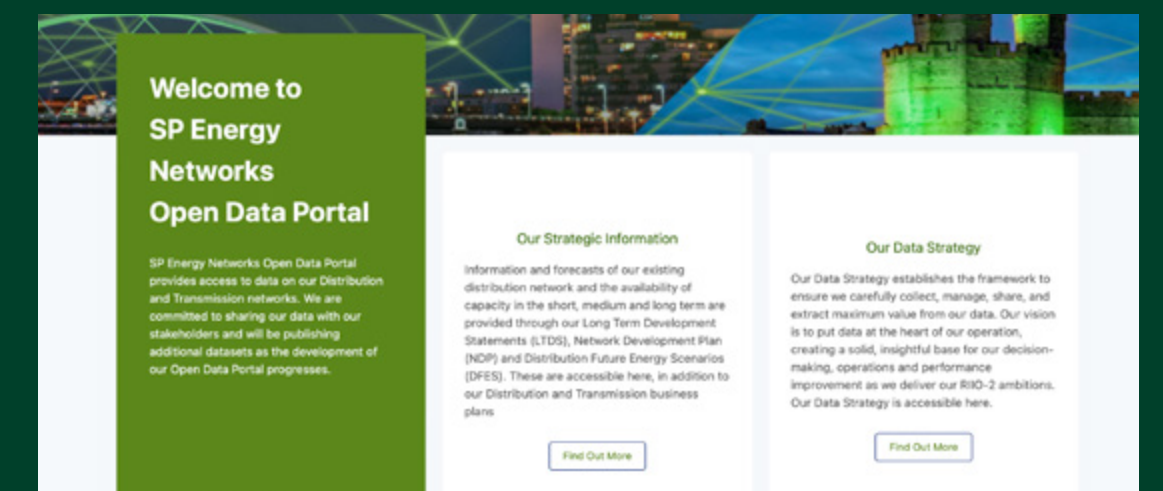 Welcome to
SP Energy
Networks
Open Data Portal
SP Energy Networks Open Data Portal
provides access to data on our Distribution
and Transmission networks. We are
committed to sharing our data with our
stakeholders and will be publishing
additional datasets as the development of
our Open Data Portal progresses.
Our Strategic Information
Information and forecasts of our existing
distribution network and the availability of
capacity in the short, medium and long term are
provided through our Long Term Development
Statements (LTDS), Network Development Plan
(NDP) and Distribution Future Energy Scenarios
(DFES). These are accessible here, in addition to
our Distribution and Transmission business
plans
Find Out More
Our Data Strategy
Our Data Strategy establishes the framework to
ensure we carefully collect, manage, share, and
extract maximum value from our data. Our vision
is to put data at the heart of our operation,
creating a solid, insightful base for our decision-
making, operations and performance
improvement as we deliver our RIIO-2 ambitions.
Our Data Strategy is accessible here.
Find Out More